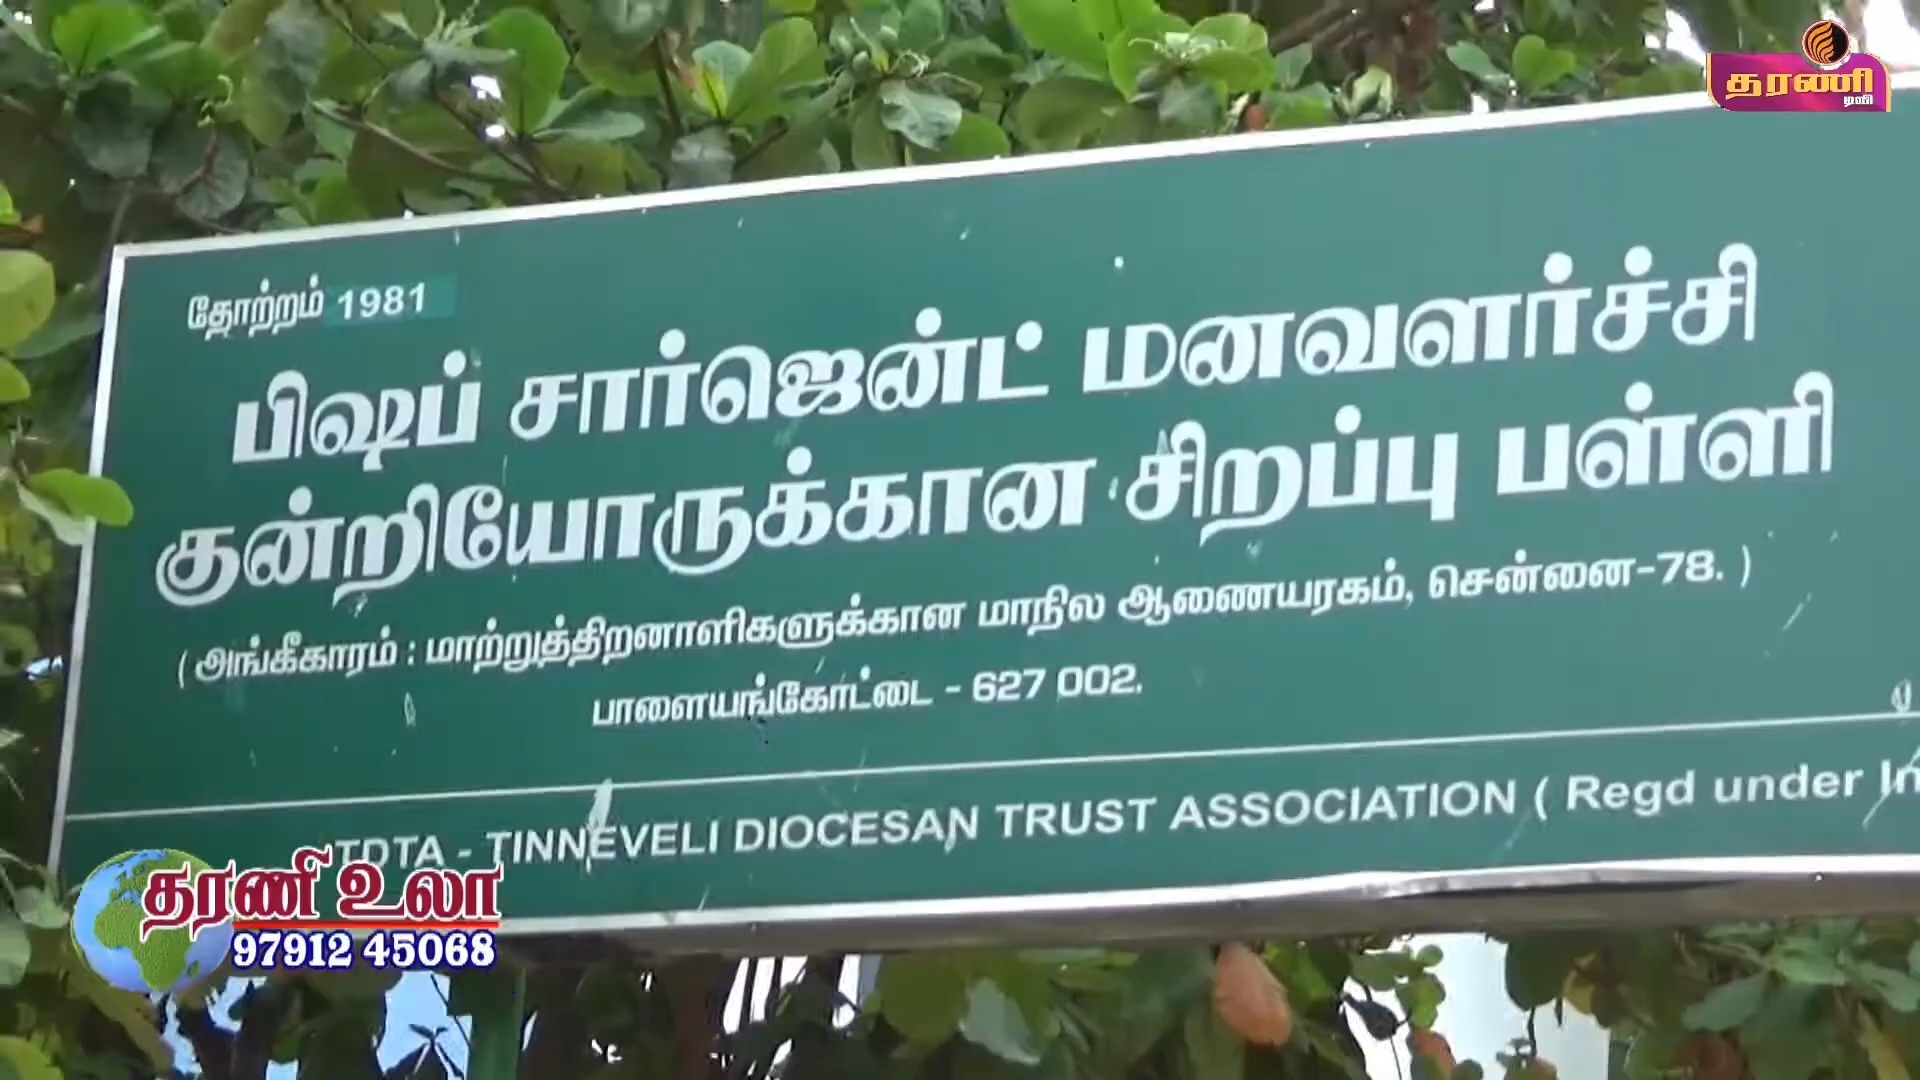 தரணி
டிவி
தோற்றம் 1981
பிஷப் சார்ஜென்ட் மனவளர்ச்சி
குன்றியோருக்கான சிறப்பு பள்ளி
( அங்கீகாரம் : மாற்றுத்திறனாளிகளுக்கான மாநில ஆணையரகம், சென்னை-78. )
பாளையங்கோட்டை - 627 002.
TDTA - TINNEVELI DIOCESAN TRUST ASSOCIATION ( Regd under In
தரணி உலா
97912 45068